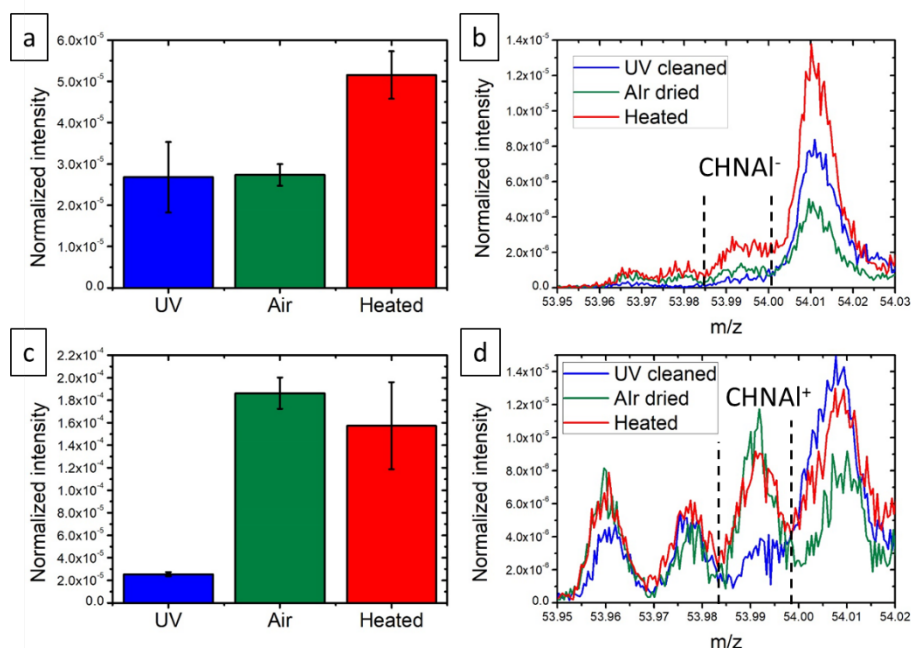 a
Normalized intensity
6.0x10⁻⁵
5.0x10⁻⁵
4.0x10⁻⁵
3.0x10⁻⁵
2.0x10⁻⁵
1.0x10⁻⁵
0.0
UV Air Heated
b
Normalized intensity
1.4x10⁻⁵
1.2x10⁻⁵
1.0x10⁻⁵
8.0x10⁻⁶
6.0x10⁻⁶
4.0x10⁻⁶
2.0x10⁻⁶
0.0
UV cleaned
AIr dried
Heated
CHNAl⁻
53.95 53.96 53.97 53.98 53.99 54.00 54.01 54.02 54.03
m/z
c
Normalized intensity
2.2x10⁻⁴
2.0x10⁻⁴
1.8x10⁻⁴
1.6x10⁻⁴
1.4x10⁻⁴
1.2x10⁻⁴
1.0x10⁻⁴
8.0x10⁻⁵
6.0x10⁻⁵
4.0x10⁻⁵
2.0x10⁻⁵
0.0
UV Air Heated
d
Normalized intensity
1.4x10⁻⁵
1.2x10⁻⁵
1.0x10⁻⁵
8.0x10⁻⁶
6.0x10⁻⁶
4.0x10⁻⁶
2.0x10⁻⁶
0.0
UV cleaned
AIr dried
Heated
CHNAl⁺
53.95 53.96 53.97 53.98 53.99 54.00 54.01 54.02
m/z